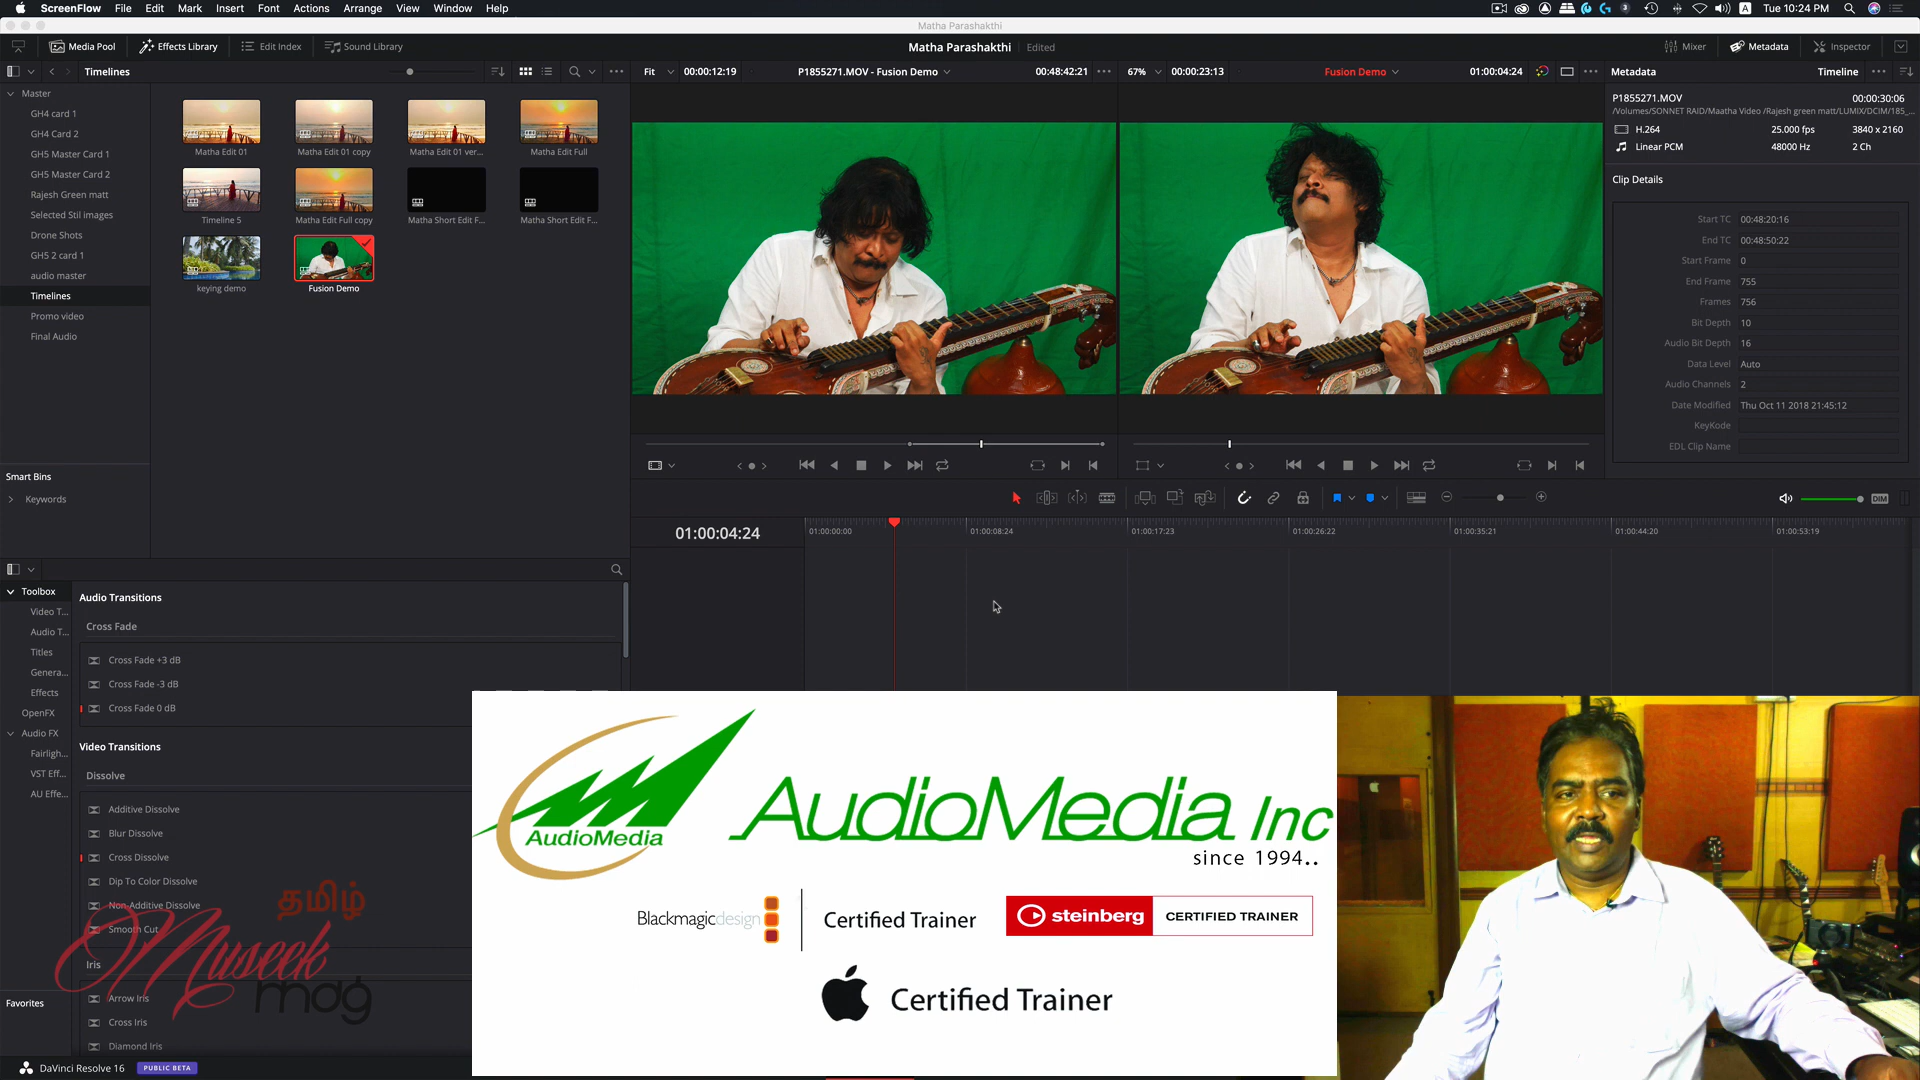 ScreenFlow File Edit Mark Insert Font Actions Arrange View Window Help
Tue 10:24 PM
Matha Parashakthi
Media Pool Effects Library Edit Index Sound Library
Matha Parashakthi Edited
Mixer Metadata Inspector
Timelines
Fit 00:00:12:19 P1855271.MOV - Fusion Demo 00:48:42:21
67% 00:00:23:13 Fusion Demo 01:00:04:24
Metadata Timeline
Master
GH4 card 1
GH4 Card 2
GH5 Master Card 1
GH5 Master Card 2
Rajesh Green matt
Selected Stil images
Drone Shots
GH5 2 card 1
audio master
Timelines
Promo video
Final Audio
Smart Bins
Keywords
Matha Edit 01 Matha Edit 01 copy Matha Edit 01 ver... Matha Edit Full
Timeline 5 Matha Edit Full copy Matha Short Edit F... Matha Short Edit F...
keying demo Fusion Demo
P1855271.MOV 00:00:30:06
/Volumes/SONNET RAID/Maatha Video /Rajesh green matt/LUMIX/DCIM/185_...
H.264 25.000 fps 3840 x 2160
Linear PCM 48000 Hz 2 Ch
Clip Details
Start TC 00:48:20:16
End TC 00:48:50:22
Start Frame 0
End Frame 755
Frames 756
Bit Depth 10
Audio Bit Depth 16
Data Level Auto
Audio Channels 2
Date Modified Thu Oct 11 2018 21:45:12
KeyKode
EDL Clip Name
DIM
01:00:04:24
01:00:00:00 01:00:08:24 01:00:17:23 01:00:26:22 01:00:35:21 01:00:44:20 01:00:53:19
Toolbox
Video T...
Audio T...
Titles
Genera...
Effects
OpenFX
Audio FX
Fairligh...
VST Eff...
AU Effe...
Favorites
Audio Transitions
Cross Fade
Cross Fade +3 dB
Cross Fade -3 dB
Cross Fade 0 dB
Video Transitions
Dissolve
Additive Dissolve
Blur Dissolve
Cross Dissolve
Dip To Color Dissolve
Non-Additive Dissolve
Smooth Cut
Iris
Arrow Iris
Cross Iris
Diamond Iris
தமிழ்
Museek
mag
DaVinci Resolve 16 PUBLIC BETA
AudioMedia
AudioMedia Inc
since 1994..
Blackmagicdesign Certified Trainer
steinberg CERTIFIED TRAINER
Certified Trainer